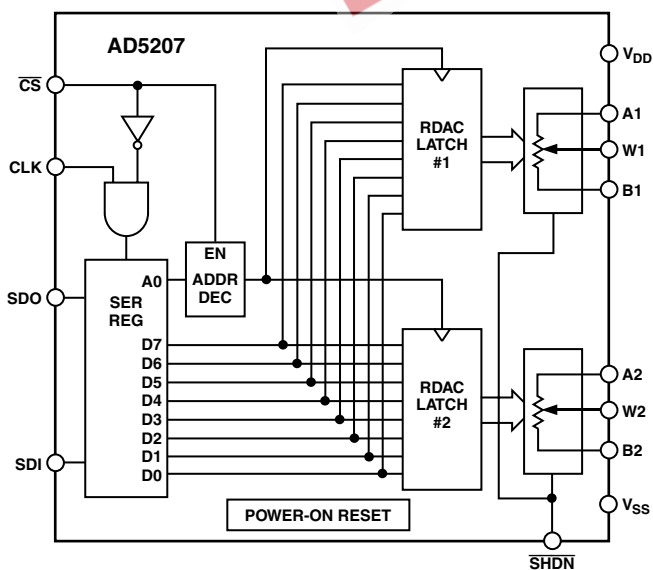 AD5207
CS
CLK
SDO
SDI
SER
REG
A0
D7
D6
D5
D4
D3
D2
D1
D0
EN
ADDR
DEC
RDAC
LATCH
#1
RDAC
LATCH
#2
POWER-ON RESET
VDD
A1
W1
B1
A2
W2
B2
VSS
SHDN